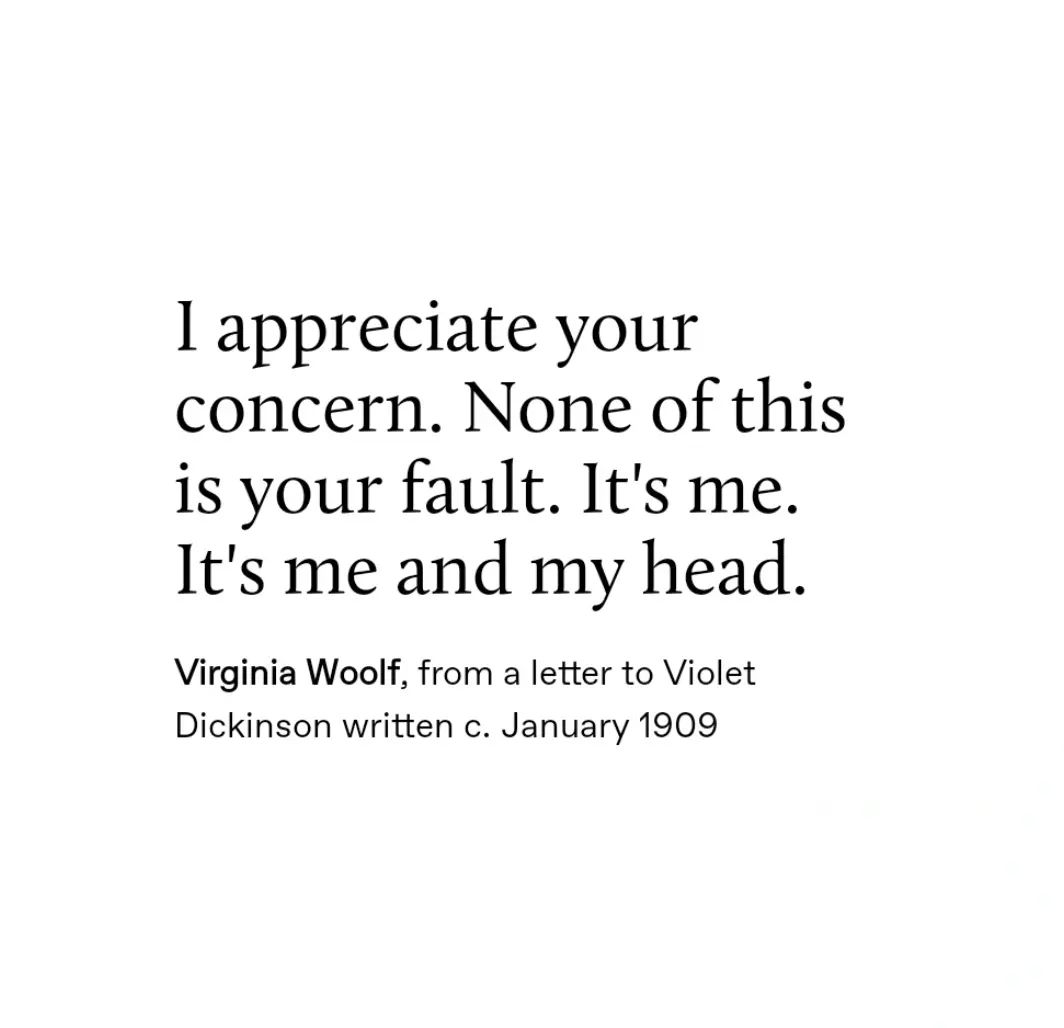 I appreciate your
concern. None of this
is your fault. It's me.
It's me and my head.
Virginia Woolf, from a letter to Violet
Dickinson written c. January 1909